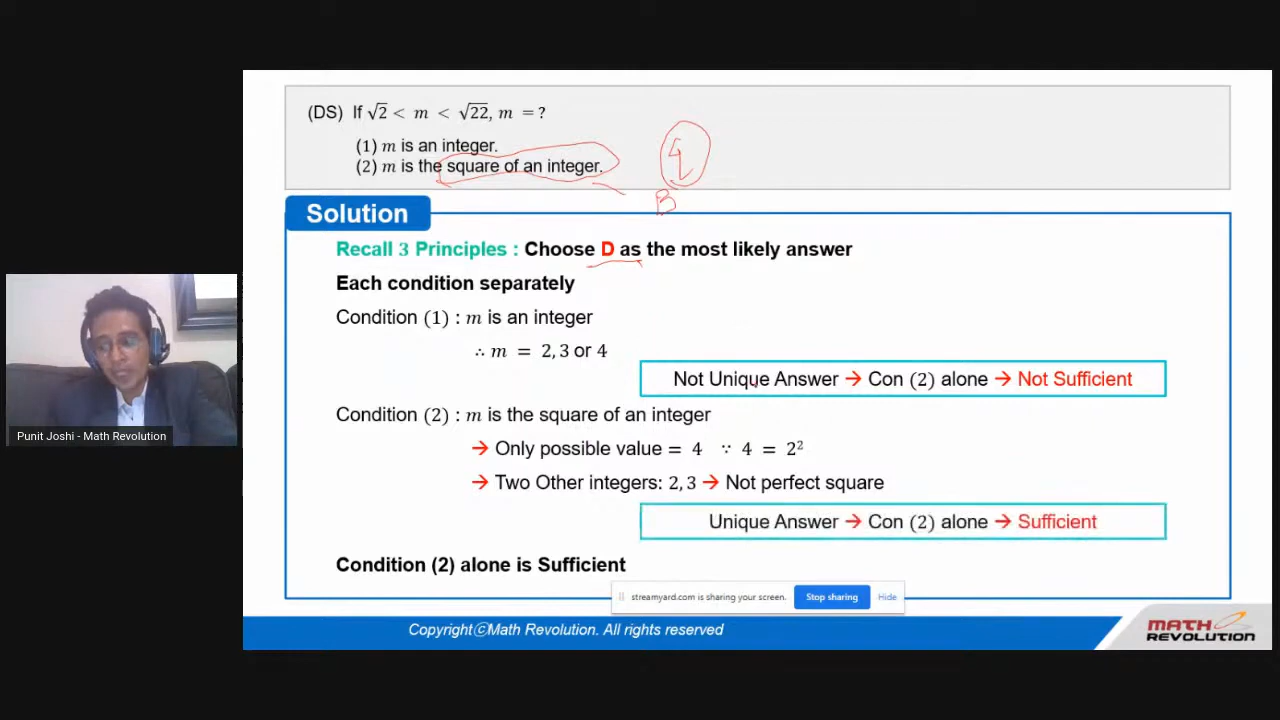 (DS) If √2 < m < √22, m = ?
(1) m is an integer.
(2) m is the square of an integer.
4
B
Solution
Recall 3 Principles : Choose D as the most likely answer
Each condition separately
Condition (1) : m is an integer
∴ m = 2, 3 or 4
Not Unique Answer → Con (2) alone → Not Sufficient
Condition (2) : m is the square of an integer
→ Only possible value = 4 ∵ 4 = 2²
→ Two Other integers: 2, 3 → Not perfect square
Unique Answer → Con (2) alone → Sufficient
Condition (2) alone is Sufficient
streamyard.com is sharing your screen. Stop sharing Hide
CopyrightⓒMath Revolution. All rights reserved
MATH
REVOLUTION
Punit Joshi - Math Revolution